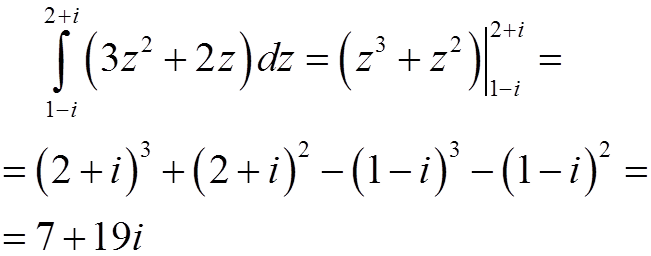 ∫_{1−i}^{2+i} (3z² + 2z) dz = (z³ + z²)|_{1−i}^{2+i} =
= (2 + i)³ + (2 + i)² − (1 − i)³ − (1 − i)² =
= 7 + 19i